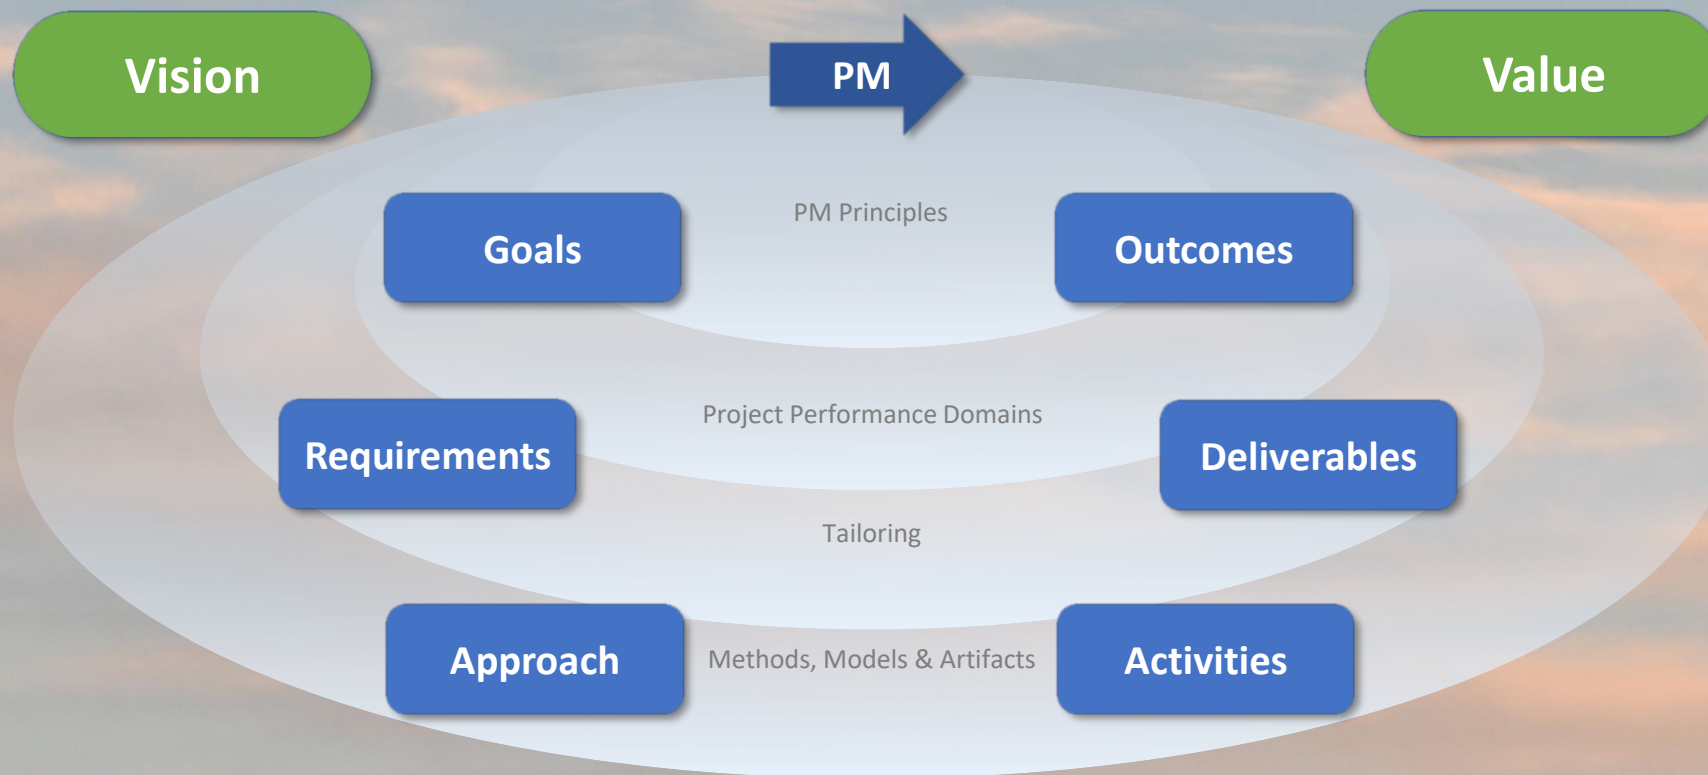 Vision
PM
Value
PM Principles
Goals
Outcomes
Project Performance Domains
Requirements
Deliverables
Tailoring
Approach
Methods, Models & Artifacts
Activities